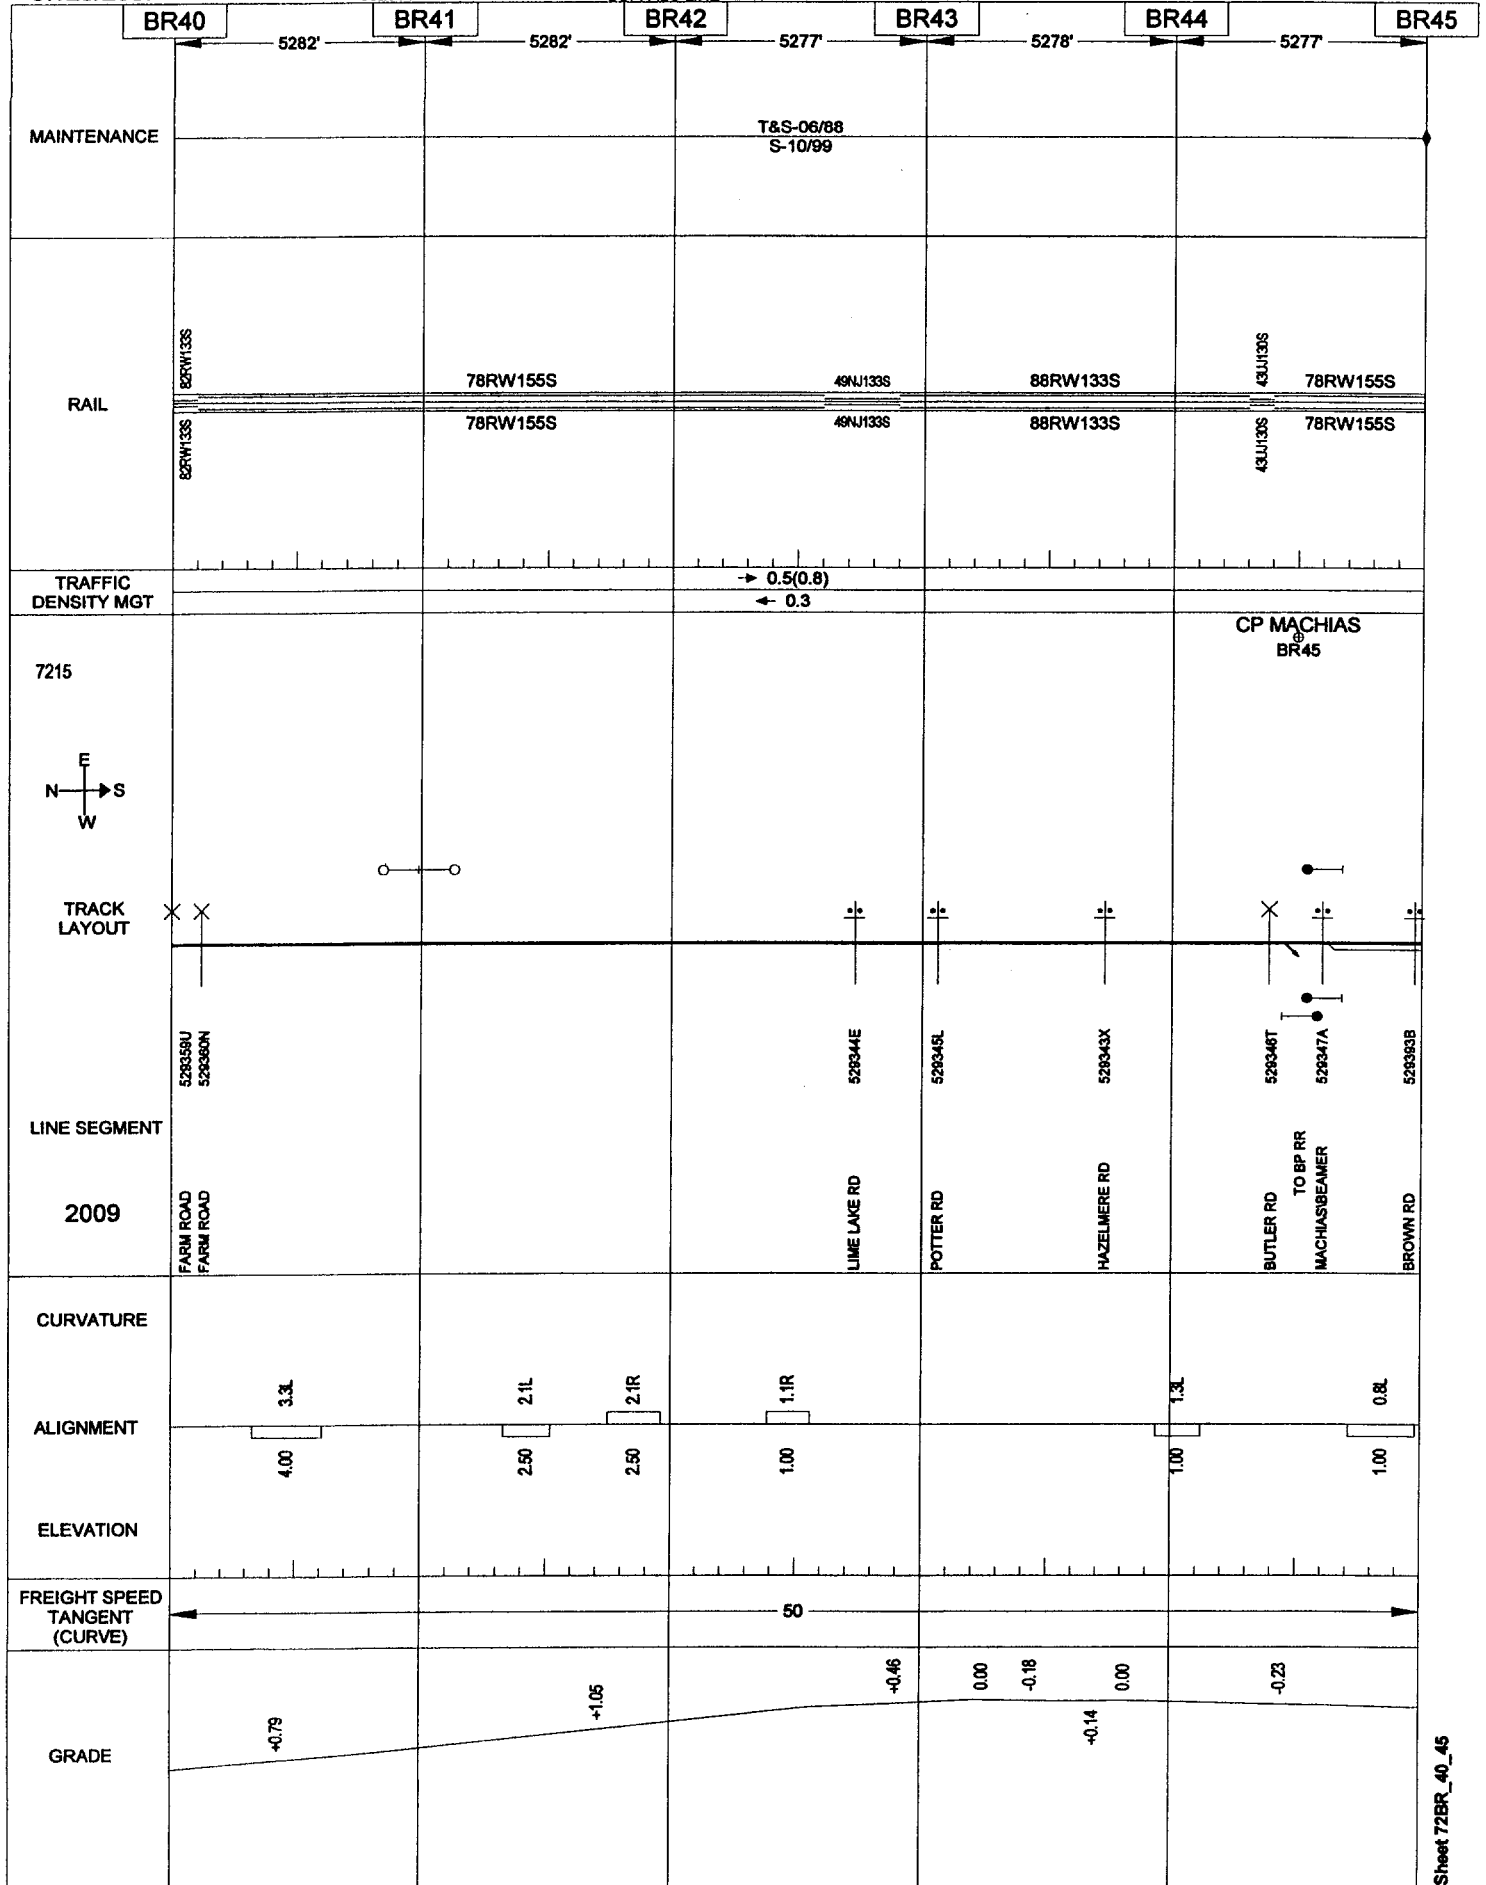 BR40 BR41 BR42 BR43 BR44 BR45
5282' 5282' 5277' 5278' 5277'
MAINTENANCE
T&S-06/88
S-10/99
RAIL
82RW133S 78RW155S 49NJ133S 88RW133S 43UJ130S 78RW155S
82RW133S 78RW155S 49NJ133S 88RW133S 43UJ130S 78RW155S
TRAFFIC
DENSITY MGT
0.5(0.8)
0.3
CP MACHIAS
BR45
7215
E
N S
W
TRACK
LAYOUT
529359U
529360N
529344E
529345L
529343X
529346T
529347A
529393B
LINE SEGMENT
2009
FARM ROAD
FARM ROAD
LIME LAKE RD
POTTER RD
HAZELMERE RD
BUTLER RD
TO BP RR
MACHIAS\BEAMER
BROWN RD
CURVATURE
3.3L 2.1L 2.1R 1.1R 1.3L 0.8L
ALIGNMENT
4.00 2.50 2.50 1.00 1.00 1.00
ELEVATION
FREIGHT SPEED
TANGENT
(CURVE)
50
GRADE
+0.79 +1.05 +0.46 0.00 -0.18 +0.14 0.00 -0.23
Sheet 72BR_40_45